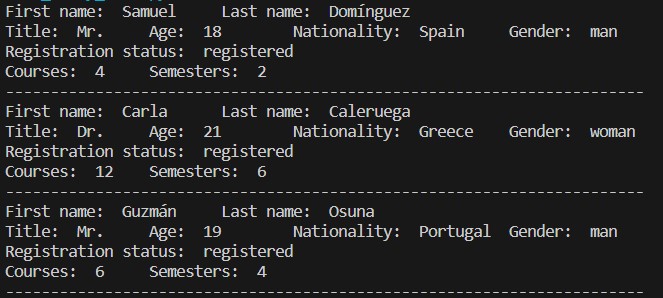 First name:  Samuel     Last name:  Domínguez
Title:  Mr.     Age:  18        Nationality:  Spain     Gender:  man
Registration status:  registered
Courses:  4     Semesters:  2
-----------------------------------------------------------------------
First name:  Carla      Last name:  Caleruega
Title:  Dr.     Age:  21        Nationality:  Greece    Gender:  woman
Registration status:  registered
Courses:  12    Semesters:  6
-----------------------------------------------------------------------
First name:  Guzmán     Last name:  Osuna
Title:  Mr.     Age:  19        Nationality:  Portugal  Gender:  man
Registration status:  registered
Courses:  6     Semesters:  4
-----------------------------------------------------------------------